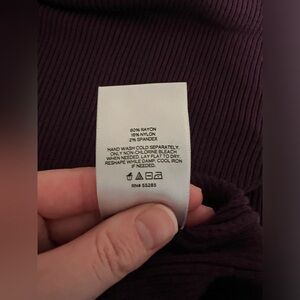 80% RAYON
18% NYLON
2% SPANDEX
HAND WASH COLD SEPARATELY.
ONLY NON-CHLORINE BLEACH
WHEN NEEDED. LAY FLAT TO DRY.
RESHAPE WHILE DAMP. COOL IRON
IF NEEDED.
RN# 55285